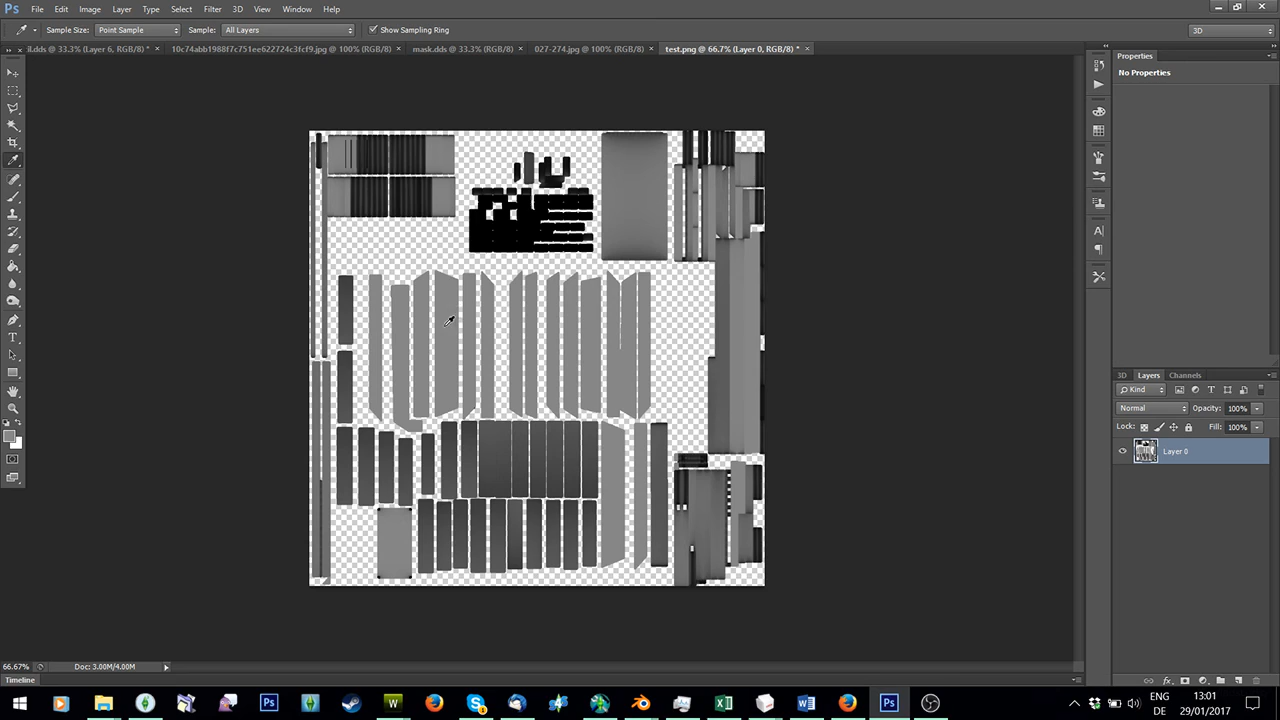 Ps File Edit Image Layer Type Select Filter 3D View Window Help
Sample Size: Point Sample Sample: All Layers Show Sampling Ring 3D
il.dds @ 33.3% (Layer 6, RGB/8) * × 10c74abb1988f7c751ee622724c3fcf9.jpg @ 100% (RGB/8) × mask.dds @ 33.3% (RGB/8) × 027-274.jpg @ 100% (RGB/8) × test.png @ 66.7% (Layer 0, RGB/8) * ×
Properties
No Properties
3D Layers Channels
Kind
Normal Opacity: 100%
Lock: Fill: 100%
Layer 0
66.67% Doc: 3.00M/4.00M
Timeline
ENG 13:01
DE 29/01/2017